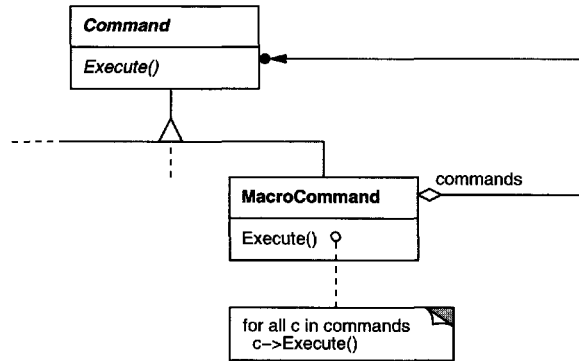 Command
Execute()
MacroCommand
commands
Execute()
for all c in commands
c->Execute()